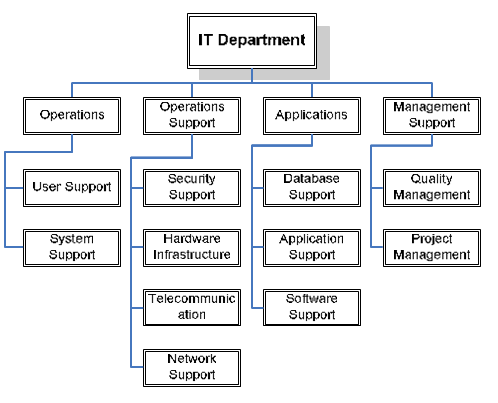 IT Department
Operations
Operations
Support
Applications
Management
Support
User Support
Security
Support
Database
Support
Quality
Management
System
Support
Hardware
Infrastructure
Application
Support
Project
Management
Telecommunic
ation
Software
Support
Network
Support